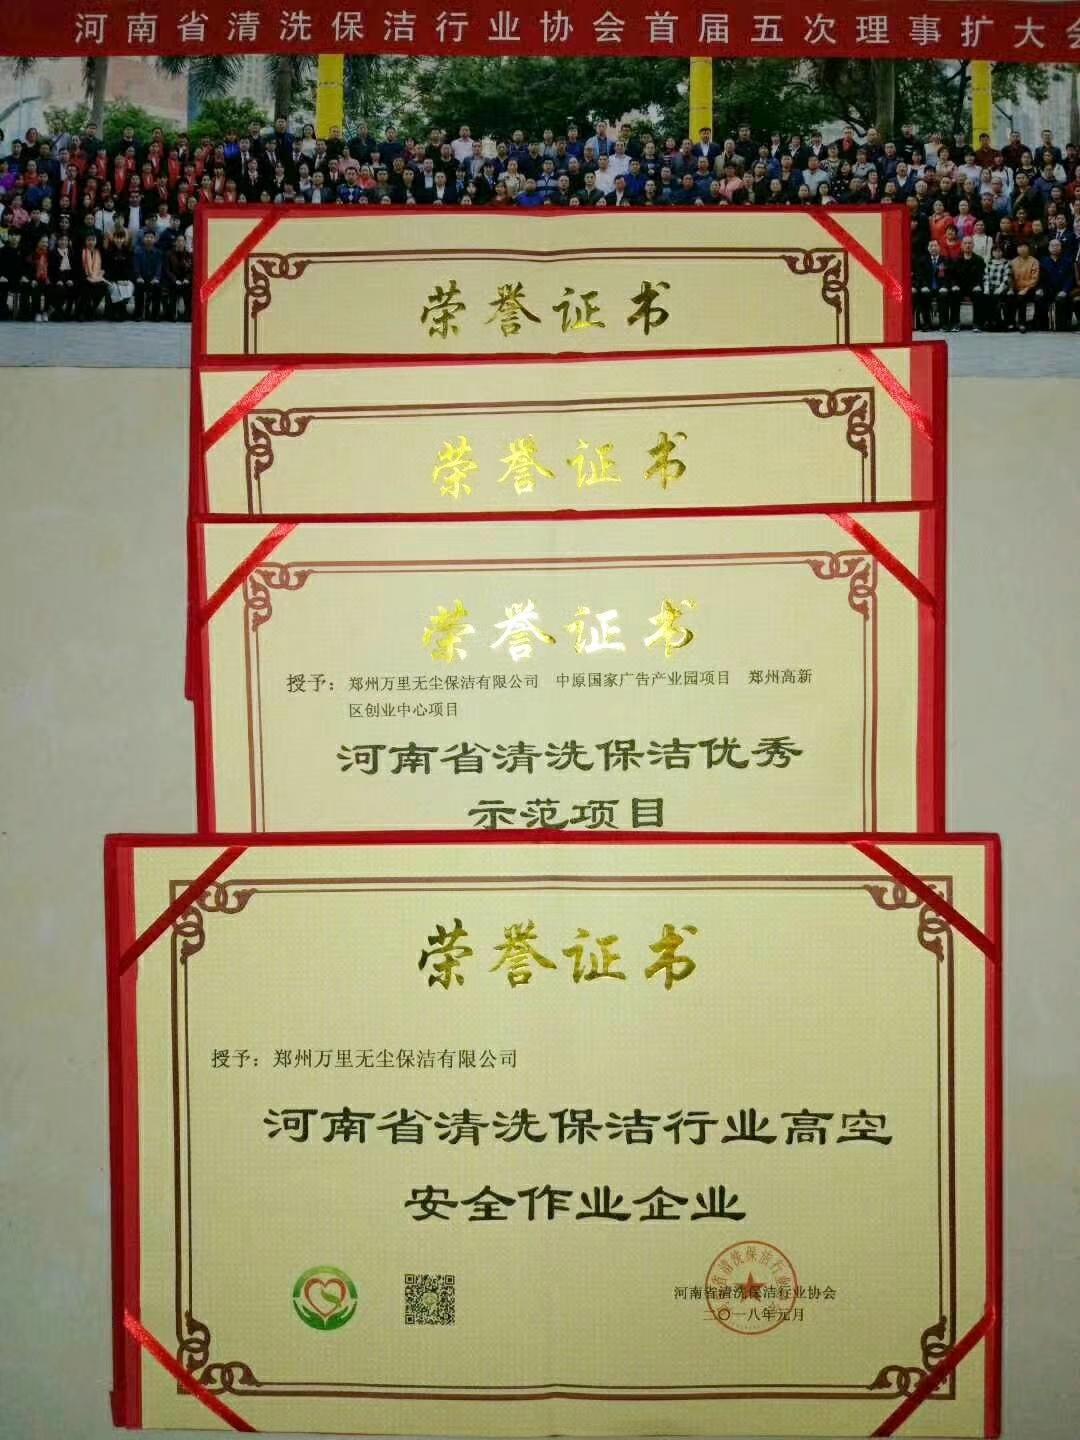 河南省清洗保洁行业协会首届五次理事扩大会
荣誉证书
荣誉证书
荣誉证书
授予：郑州万里无尘保洁有限公司 中原国家广告产业园项目 郑州高新
区创业中心项目
河南省清洗保洁优秀
示范项目
荣誉证书
授予：郑州万里无尘保洁有限公司
河南省清洗保洁行业高空
安全作业企业
河南省清洗保洁行业协会
二〇一八年元月